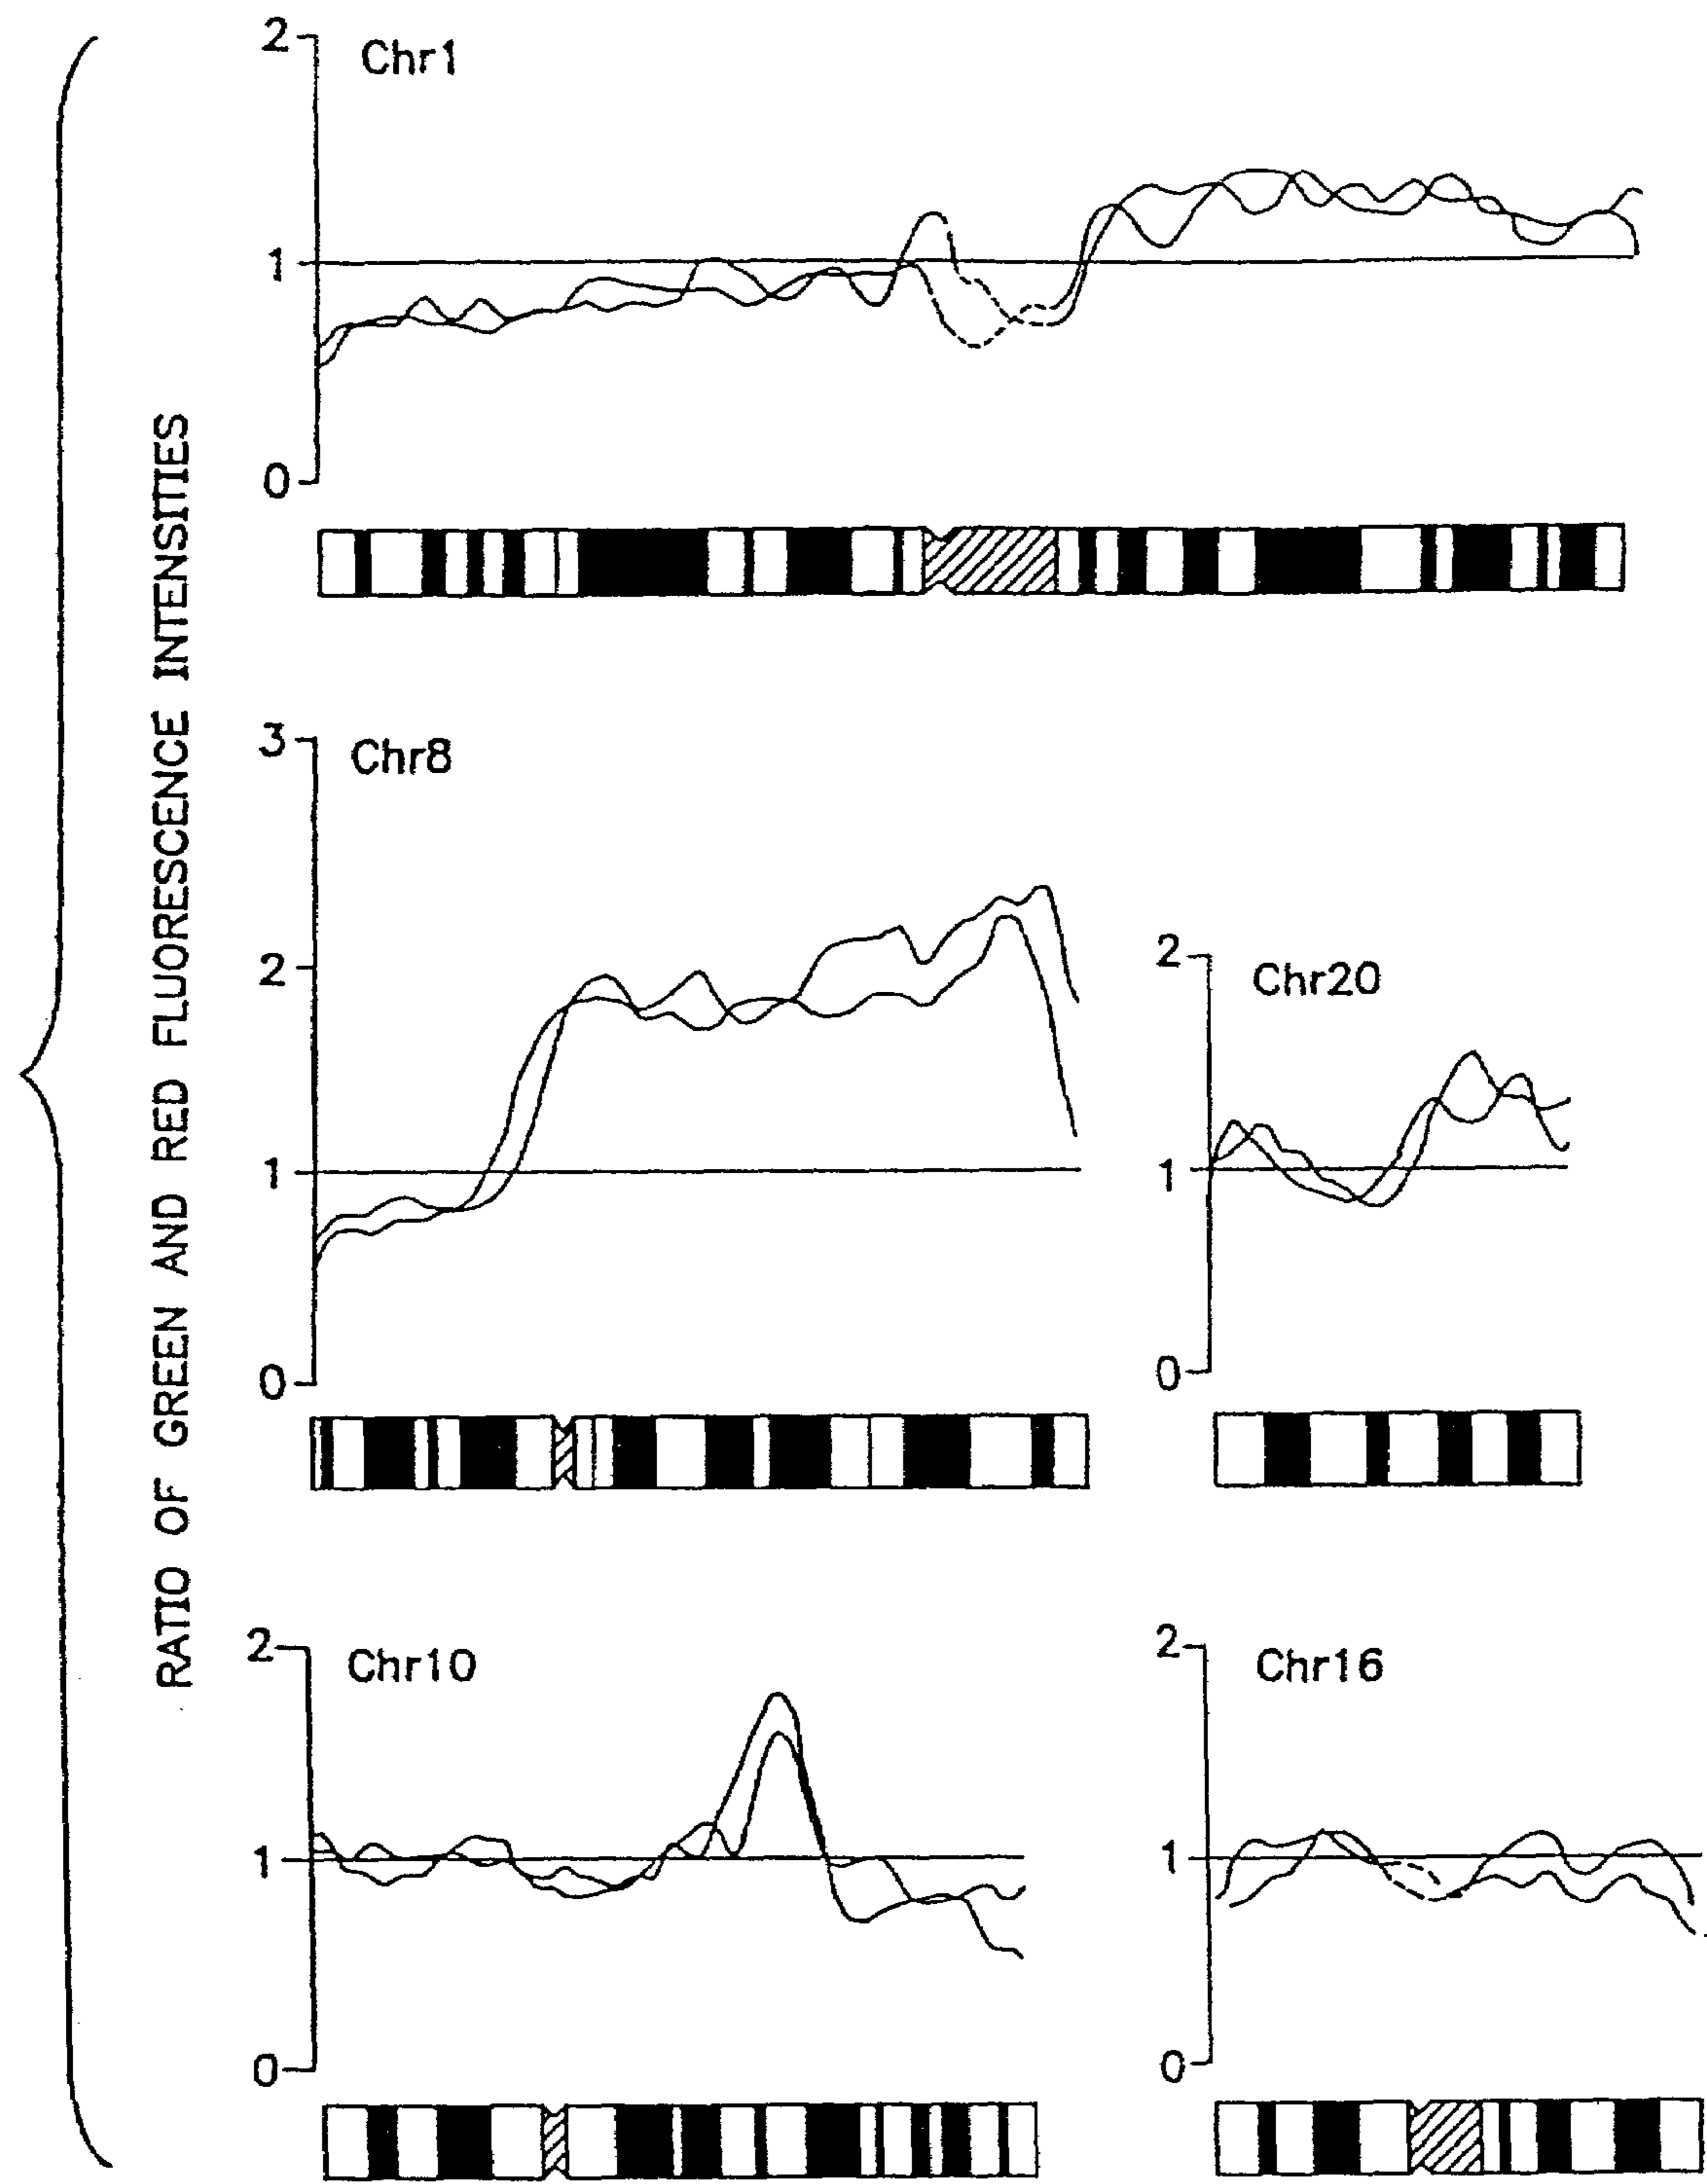 RATIO OF GREEN AND RED FLUORESCENCE INTENSITIES
2
Chr1
1
0
3
Chr8
2
1
0
2
Chr20
1
0
2
Chr10
1
0
2
Chr16
1
0